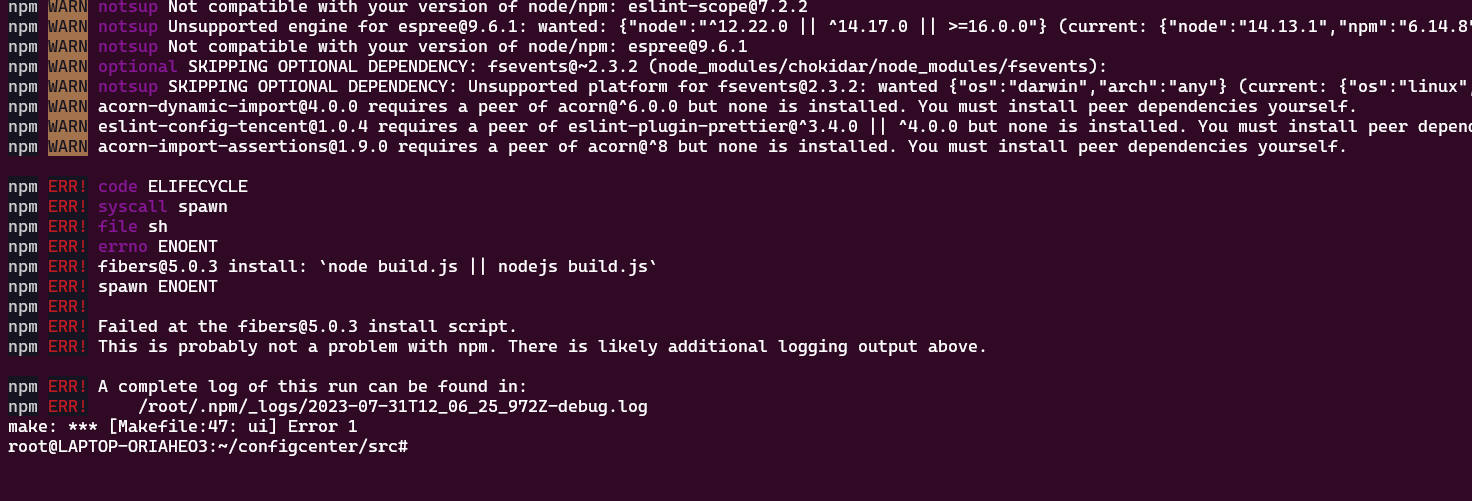 npm WARN notsup Not compatible with your version of node/npm: eslint-scope@7.2.2
npm WARN notsup Unsupported engine for espree@9.6.1: wanted: {"node":"^12.22.0 || ^14.17.0 || >=16.0.0"} (current: {"node":"14.13.1","npm":"6.14.8"
npm WARN notsup Not compatible with your version of node/npm: espree@9.6.1
npm WARN optional SKIPPING OPTIONAL DEPENDENCY: fsevents@~2.3.2 (node_modules/chokidar/node_modules/fsevents):
npm WARN notsup SKIPPING OPTIONAL DEPENDENCY: Unsupported platform for fsevents@2.3.2: wanted {"os":"darwin","arch":"any"} (current: {"os":"linux",
npm WARN acorn-dynamic-import@4.0.0 requires a peer of acorn@^6.0.0 but none is installed. You must install peer dependencies yourself.
npm WARN eslint-config-tencent@1.0.4 requires a peer of eslint-plugin-prettier@^3.4.0 || ^4.0.0 but none is installed. You must install peer depend
npm WARN acorn-import-assertions@1.9.0 requires a peer of acorn@^8 but none is installed. You must install peer dependencies yourself.
npm ERR! code ELIFECYCLE
npm ERR! syscall spawn
npm ERR! file sh
npm ERR! errno ENOENT
npm ERR! fibers@5.0.3 install: `node build.js || nodejs build.js`
npm ERR! spawn ENOENT
npm ERR!
npm ERR! Failed at the fibers@5.0.3 install script.
npm ERR! This is probably not a problem with npm. There is likely additional logging output above.
npm ERR! A complete log of this run can be found in:
npm ERR!     /root/.npm/_logs/2023-07-31T12_06_25_972Z-debug.log
make: *** [Makefile:47: ui] Error 1
root@LAPTOP-ORIAHEO3:~/configcenter/src#